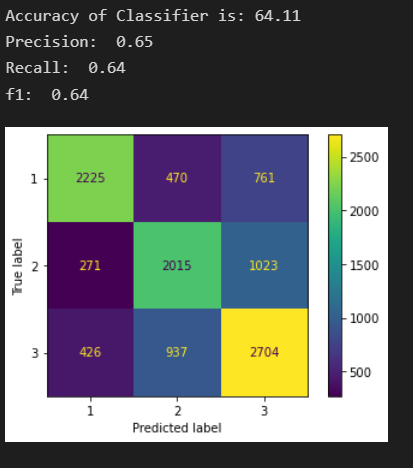 Accuracy of Classifier is: 64.11
Precision:  0.65
Recall:  0.64
f1:  0.64
1 2225 470 761
2 271 2015 1023
3 426 937 2704
True label
1 2 3
Predicted label
2500
2000
1500
1000
500